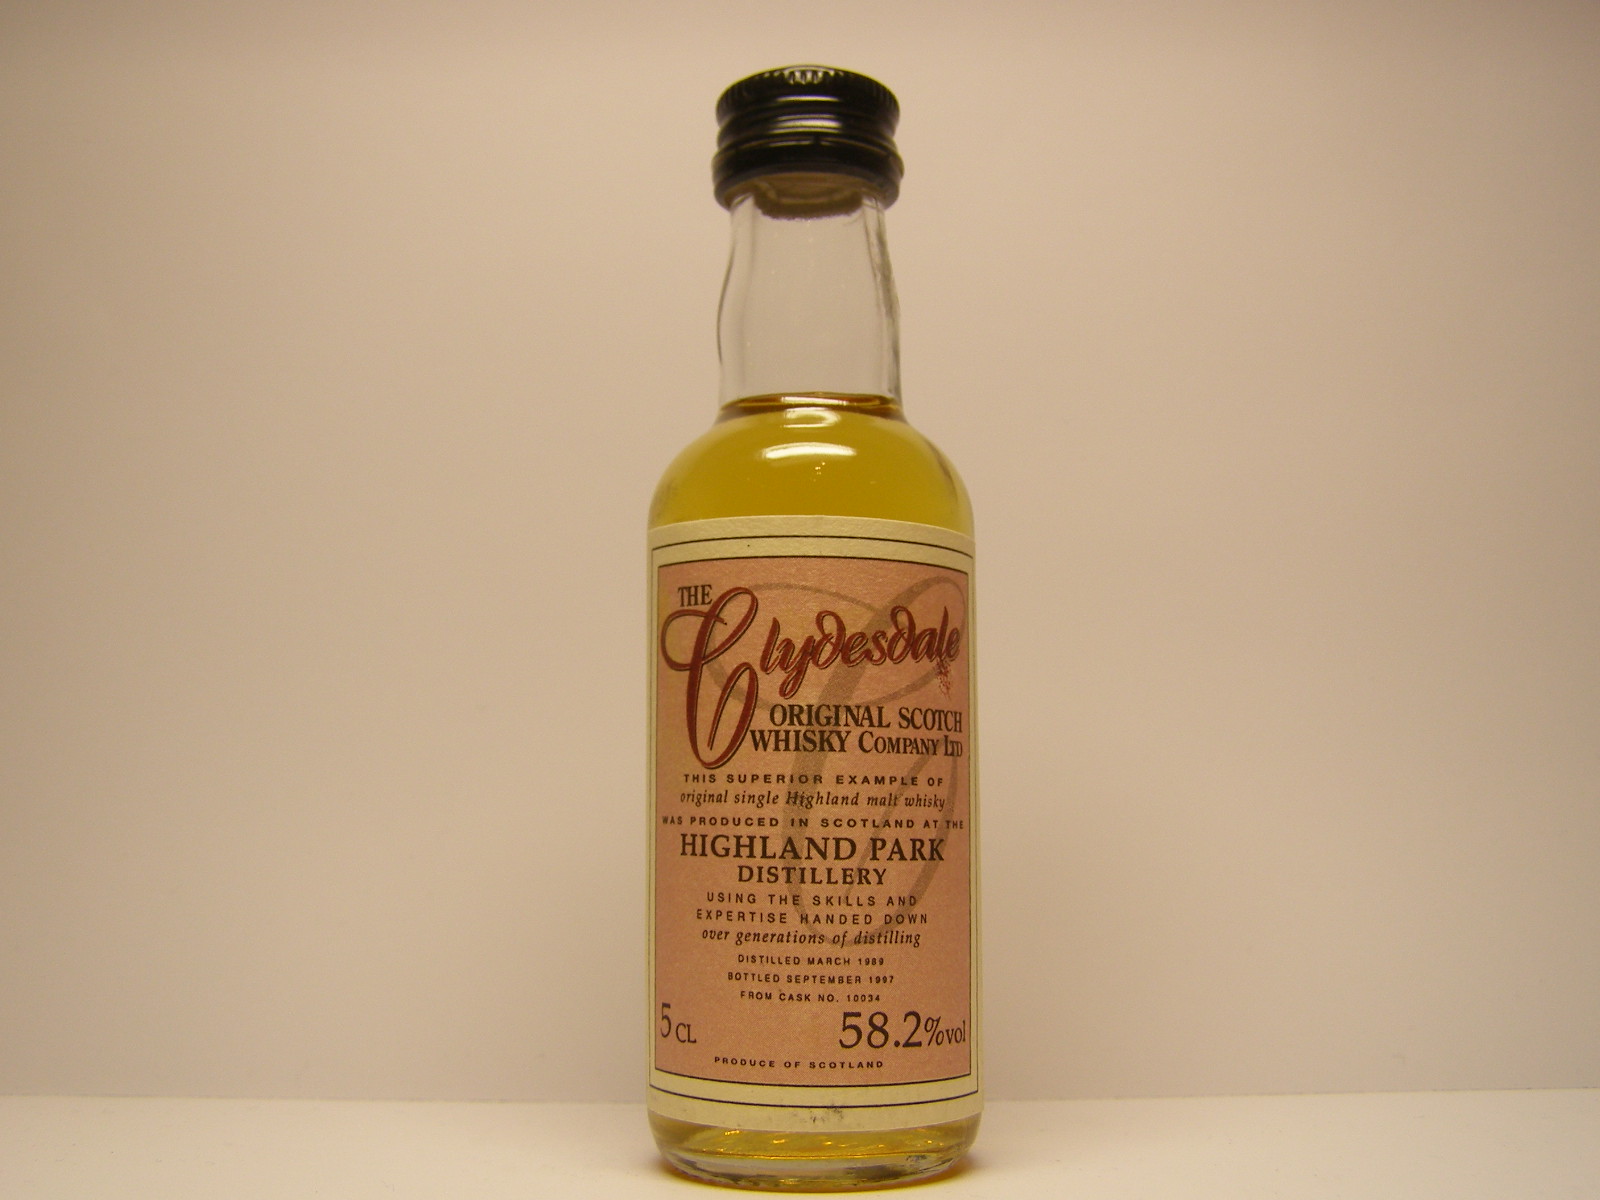 THE
Clydesdale
ORIGINAL SCOTCH
WHISKY COMPANY LTD
THIS SUPERIOR EXAMPLE OF
original single Highland malt whisky
WAS PRODUCED IN SCOTLAND AT THE
HIGHLAND PARK
DISTILLERY
USING THE SKILLS AND
EXPERTISE HANDED DOWN
over generations of distilling
DISTILLED MARCH 1989
BOTTLED SEPTEMBER 1997
FROM CASK NO. 10034
5 CL 58.2%vol
PRODUCE OF SCOTLAND